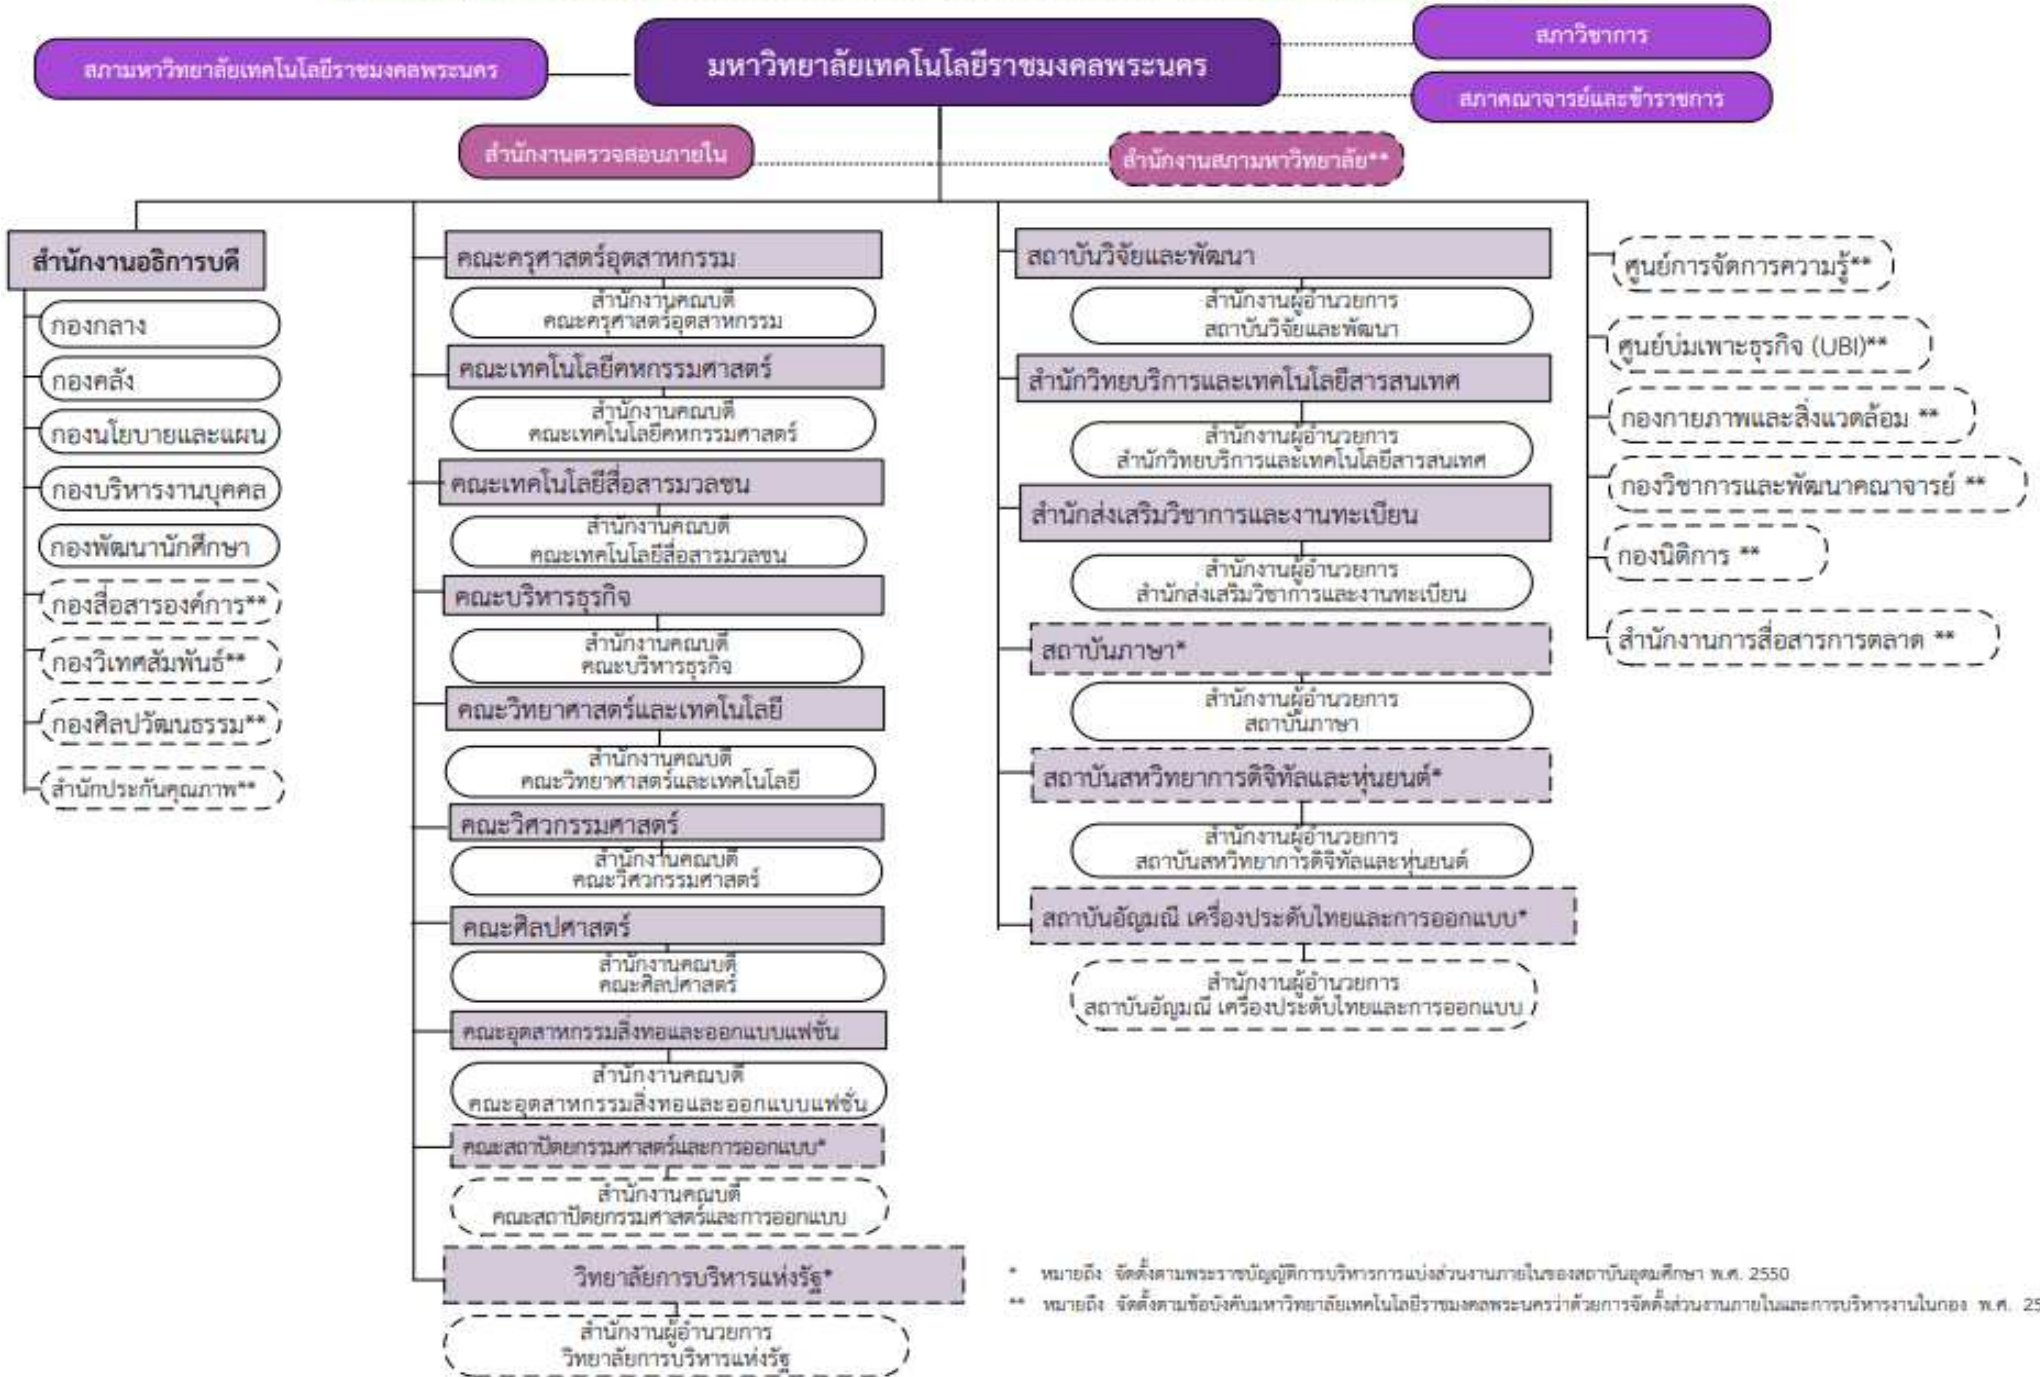 สภามหาวิทยาลัยเทคโนโลยีราชมงคลพระนคร
มหาวิทยาลัยเทคโนโลยีราชมงคลพระนคร
สภาวิชาการ
สภาคณาจารย์และข้าราชการ
สำนักงานตรวจสอบภายใน
สำนักงานสภามหาวิทยาลัย**
สำนักงานอธิการบดี
กองกลาง
กองคลัง
กองนโยบายและแผน
กองบริหารงานบุคคล
กองพัฒนานักศึกษา
กองสื่อสารองค์การ**
กองวิเทศสัมพันธ์**
กองศิลปวัฒนธรรม**
สำนักประกันคุณภาพ**
คณะครุศาสตร์อุตสาหกรรม
สำนักงานคณบดี
คณะครุศาสตร์อุตสาหกรรม
คณะเทคโนโลยีคหกรรมศาสตร์
สำนักงานคณบดี
คณะเทคโนโลยีคหกรรมศาสตร์
คณะเทคโนโลยีสื่อสารมวลชน
สำนักงานคณบดี
คณะเทคโนโลยีสื่อสารมวลชน
คณะบริหารธุรกิจ
สำนักงานคณบดี
คณะบริหารธุรกิจ
คณะวิทยาศาสตร์และเทคโนโลยี
สำนักงานคณบดี
คณะวิทยาศาสตร์และเทคโนโลยี
คณะวิศวกรรมศาสตร์
สำนักงานคณบดี
คณะวิศวกรรมศาสตร์
คณะศิลปศาสตร์
สำนักงานคณบดี
คณะศิลปศาสตร์
คณะอุตสาหกรรมสิ่งทอและออกแบบแฟชั่น
สำนักงานคณบดี
คณะอุตสาหกรรมสิ่งทอและออกแบบแฟชั่น
คณะสถาปัตยกรรมศาสตร์และการออกแบบ*
สำนักงานคณบดี
คณะสถาปัตยกรรมศาสตร์และการออกแบบ
วิทยาลัยการบริหารแห่งรัฐ*
สำนักงานผู้อำนวยการ
วิทยาลัยการบริหารแห่งรัฐ
สถาบันวิจัยและพัฒนา
สำนักงานผู้อำนวยการ
สถาบันวิจัยและพัฒนา
สำนักวิทยบริการและเทคโนโลยีสารสนเทศ
สำนักงานผู้อำนวยการ
สำนักวิทยบริการและเทคโนโลยีสารสนเทศ
สำนักส่งเสริมวิชาการและงานทะเบียน
สำนักงานผู้อำนวยการ
สำนักส่งเสริมวิชาการและงานทะเบียน
สถาบันภาษา*
สำนักงานผู้อำนวยการ
สถาบันภาษา
สถาบันสหวิทยาการดิจิทัลและหุ่นยนต์*
สำนักงานผู้อำนวยการ
สถาบันสหวิทยาการดิจิทัลและหุ่นยนต์
สถาบันอัญมณี เครื่องประดับไทยและการออกแบบ*
สำนักงานผู้อำนวยการ
สถาบันอัญมณี เครื่องประดับไทยและการออกแบบ
ศูนย์การจัดการความรู้**
ศูนย์บ่มเพาะธุรกิจ (UBI)**
กองกายภาพและสิ่งแวดล้อม **
กองวิชาการและพัฒนาคณาจารย์ **
กองนิติการ **
สำนักงานการสื่อสารการตลาด **
* หมายถึง จัดตั้งตามพระราชบัญญัติการบริหารการแบ่งส่วนงานภายในของสถาบันอุดมศึกษา พ.ศ. 2550
** หมายถึง จัดตั้งตามข้อบังคับมหาวิทยาลัยเทคโนโลยีราชมงคลพระนครว่าด้วยการจัดตั้งส่วนงานภายในและการบริหารงานในกอง พ.ศ.